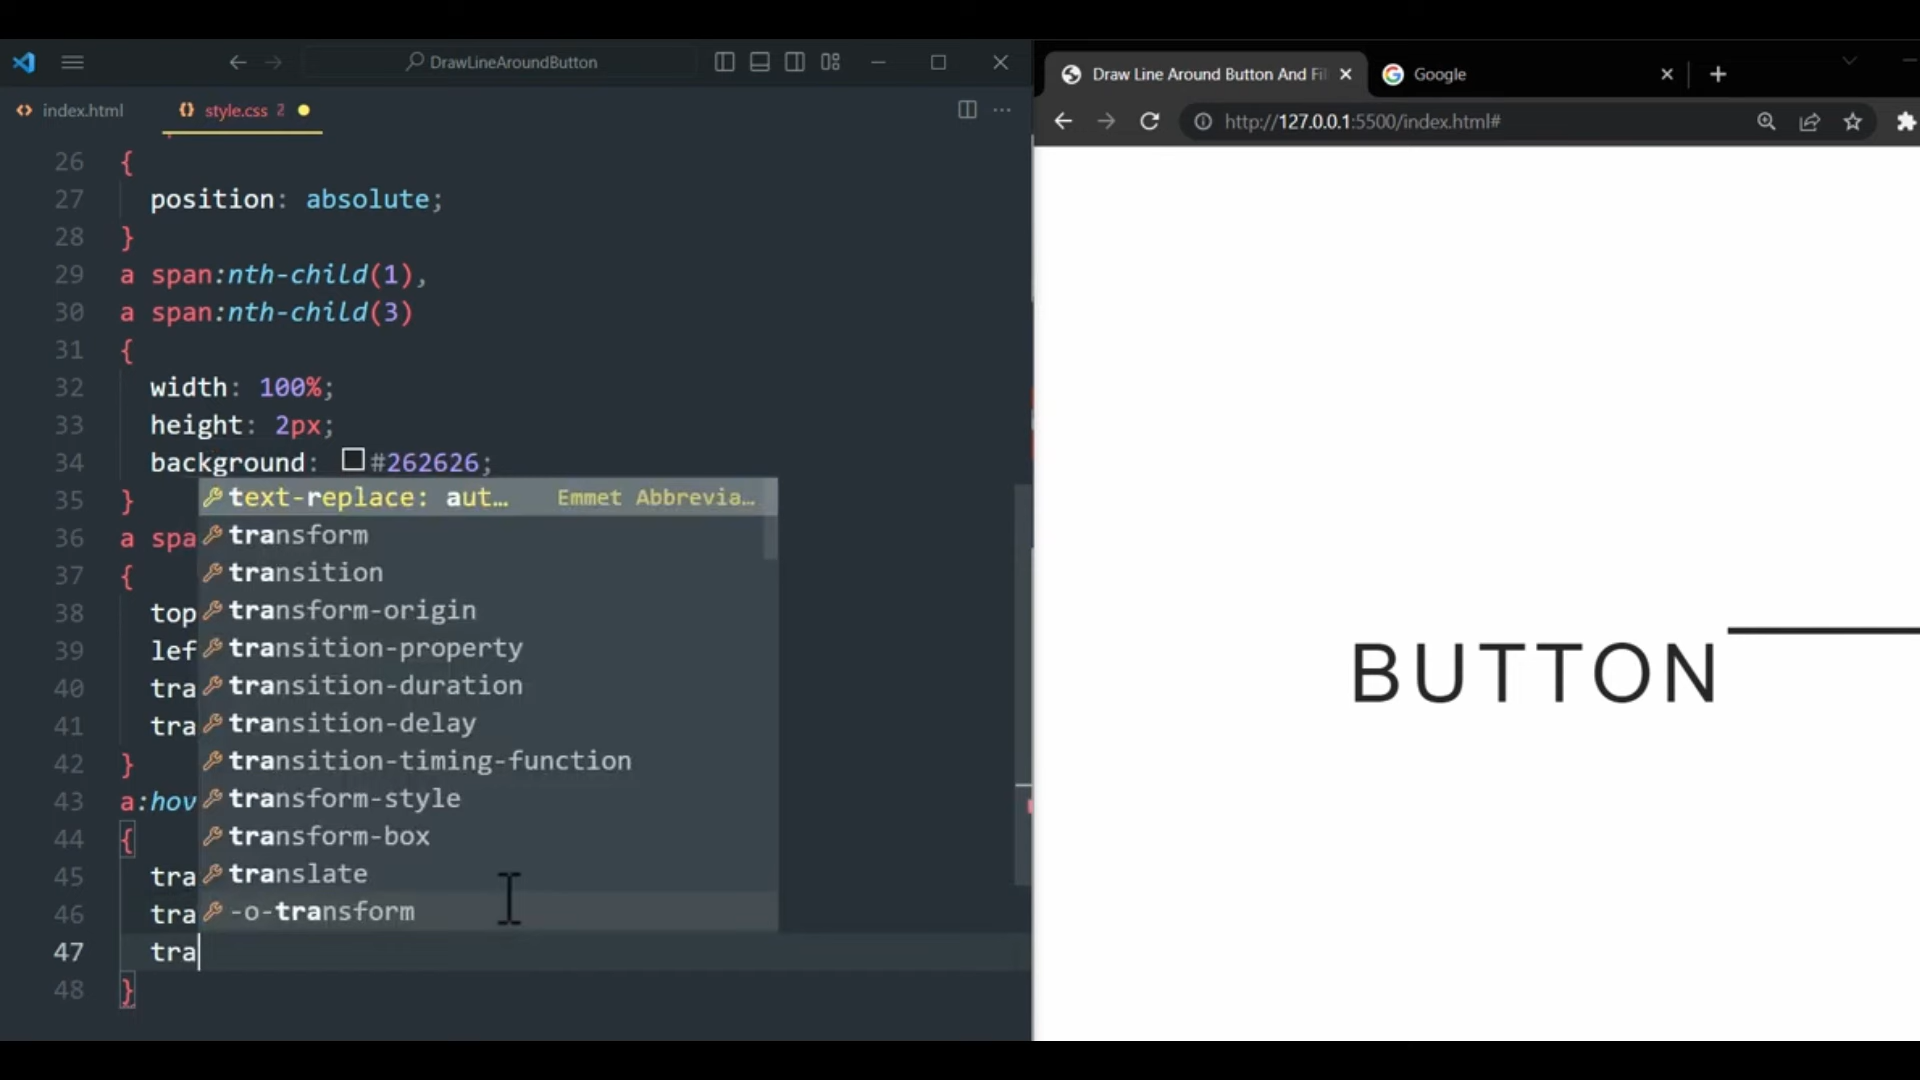 DrawLineAroundButton
index.html
style.css 2
26 {
27 position: absolute;
28 }
29 a span:nth-child(1),
30 a span:nth-child(3)
31 {
32 width: 100%;
33 height: 2px;
34 background: #262626;
35 }
text-replace: aut… Emmet Abbrevia…
transform
36 a spa
transition
37 {
transform-origin
38 top
transition-property
39 lef
transition-duration
40 tra
transition-delay
41 tra
transition-timing-function
42 }
transform-style
43 a:hov
transform-box
44 {
translate
45 tra
-o-transform
46 tra
47 tra
48 }
Draw Line Around Button And Fi
Google
http://127.0.0.1:5500/index.html#
BUTTON